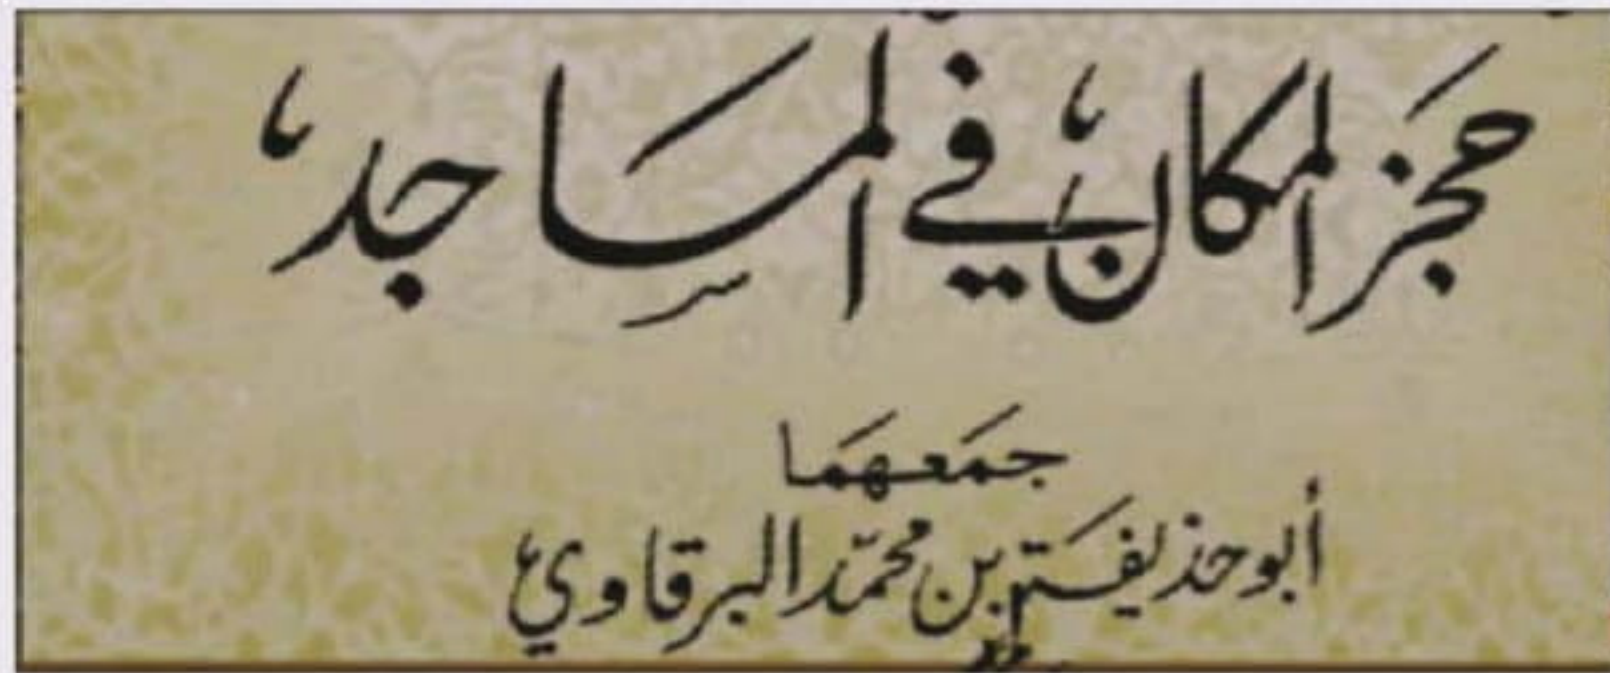 حجز المكان في المساجد
جمعهما
أبو حذيفة بن محمد البرقاوي